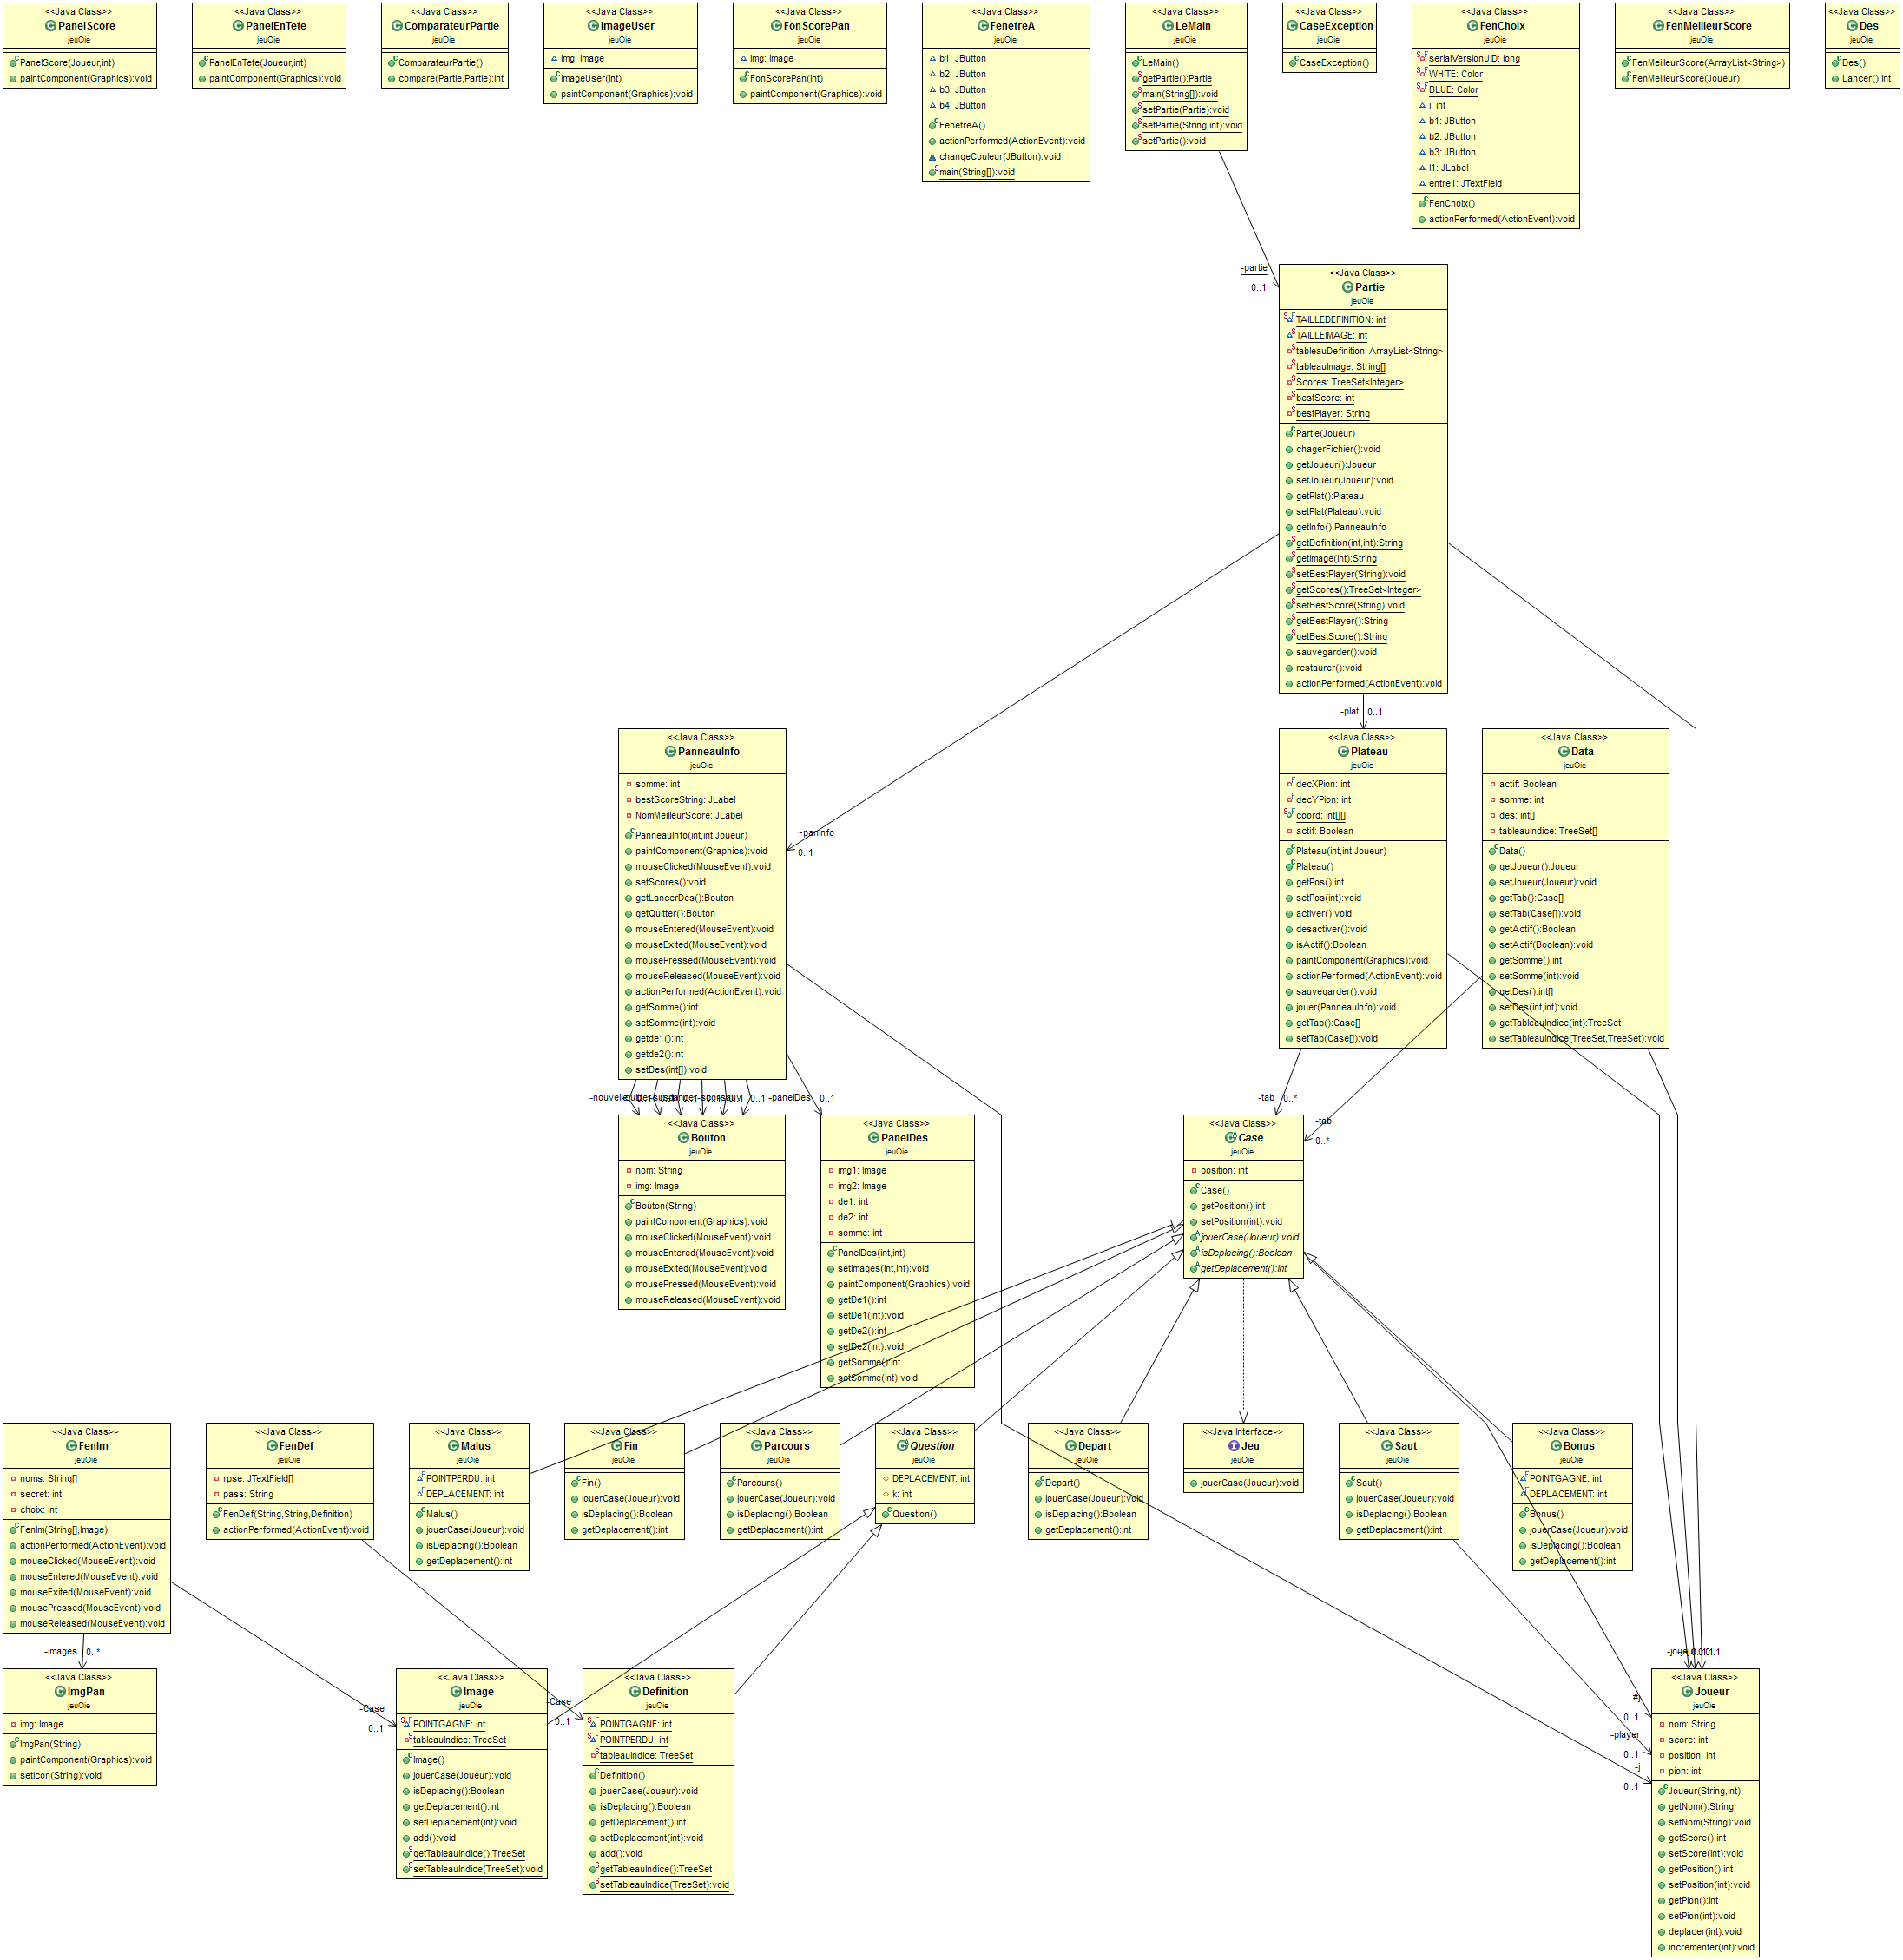 <<Java Class>>
PanelScore
jeuOie
PanelScore(Joueur,int)
paintComponent(Graphics):void
<<Java Class>>
PanelEnTete
jeuOie
PanelEnTete(Joueur,int)
paintComponent(Graphics):void
<<Java Class>>
ComparateurPartie
jeuOie
ComparateurPartie()
compare(Partie,Partie):int
<<Java Class>>
ImageUser
jeuOie
img: Image
ImageUser(int)
paintComponent(Graphics):void
<<Java Class>>
FonScorePan
jeuOie
img: Image
FonScorePan(int)
paintComponent(Graphics):void
<<Java Class>>
FenetreA
jeuOie
b1: JButton
b2: JButton
b3: JButton
b4: JButton
FenetreA()
actionPerformed(ActionEvent):void
changeCouleur(JButton):void
main(String[]):void
<<Java Class>>
LeMain
jeuOie
LeMain()
getPartie():Partie
main(String[]):void
setPartie(Partie):void
setPartie(String,int):void
setPartie():void
<<Java Class>>
CaseException
jeuOie
CaseException()
<<Java Class>>
FenChoix
jeuOie
serialVersionUID: long
WHITE: Color
BLUE: Color
i: int
b1: JButton
b2: JButton
b3: JButton
l1: JLabel
entre1: JTextField
FenChoix()
actionPerformed(ActionEvent):void
<<Java Class>>
FenMeilleurScore
jeuOie
FenMeilleurScore(ArrayList<String>)
FenMeilleurScore(Joueur)
<<Java Class>>
Des
jeuOie
Des()
Lancer():int
-partie
0..1
<<Java Class>>
Partie
jeuOie
TAILLEDEFINITION: int
TAILLEIMAGE: int
tableauDefinition: ArrayList<String>
tableauImage: String[]
Scores: TreeSet<Integer>
bestScore: int
bestPlayer: String
Partie(Joueur)
chagerFichier():void
getJoueur():Joueur
setJoueur(Joueur):void
getPlat():Plateau
setPlat(Plateau):void
getInfo():PanneauInfo
getDefinition(int,int):String
getImage(int):String
setBestPlayer(String):void
getScores():TreeSet<Integer>
setBestScore(String):void
getBestPlayer():String
getBestScore():String
sauvegarder():void
restaurer():void
actionPerformed(ActionEvent):void
-plat
0..1
~panInfo
0..1
<<Java Class>>
PanneauInfo
jeuOie
somme: int
bestScoreString: JLabel
NomMeilleurScore: JLabel
PanneauInfo(int,int,Joueur)
paintComponent(Graphics):void
mouseClicked(MouseEvent):void
setScores():void
getLancerDes():Bouton
getQuitter():Bouton
mouseEntered(MouseEvent):void
mouseExited(MouseEvent):void
mousePressed(MouseEvent):void
mouseReleased(MouseEvent):void
actionPerformed(ActionEvent):void
getSomme():int
setSomme(int):void
getde1():int
getde2():int
setDes(int[]):void
<<Java Class>>
Plateau
jeuOie
decXPion: int
decYPion: int
coord: int[][]
actif: Boolean
Plateau(int,int,Joueur)
Plateau()
getPos():int
setPos(int):void
activer():void
desactiver():void
isActif():Boolean
paintComponent(Graphics):void
actionPerformed(ActionEvent):void
sauvegarder():void
jouer(PanneauInfo):void
getTab():Case[]
setTab(Case[]):void
<<Java Class>>
Data
jeuOie
actif: Boolean
somme: int
des: int[]
tableauIndice: TreeSet[]
Data()
getJoueur():Joueur
setJoueur(Joueur):void
getTab():Case[]
setTab(Case[]):void
getActif():Boolean
setActif(Boolean):void
getSomme():int
setSomme(int):void
getDes():int[]
setDes(int,int):void
getTableauIndice(int):TreeSet
setTableauIndice(TreeSet,TreeSet):void
-panelDes
0..1
0..1
-tab
0..*
-tab
0..*
<<Java Class>>
Bouton
jeuOie
nom: String
img: Image
Bouton(String)
paintComponent(Graphics):void
mouseClicked(MouseEvent):void
mouseEntered(MouseEvent):void
mouseExited(MouseEvent):void
mousePressed(MouseEvent):void
mouseReleased(MouseEvent):void
<<Java Class>>
PanelDes
jeuOie
img1: Image
img2: Image
de1: int
de2: int
somme: int
PanelDes(int,int)
setImages(int,int):void
paintComponent(Graphics):void
getDe1():int
setDe1(int):void
getDe2():int
setDe2(int):void
getSomme():int
setSomme(int):void
<<Java Class>>
Case
jeuOie
position: int
Case()
getPosition():int
setPosition(int):void
jouerCase(Joueur):void
isDeplacing():Boolean
getDeplacement():int
<<Java Class>>
FenIm
jeuOie
noms: String[]
secret: int
choix: int
FenIm(String[],Image)
actionPerformed(ActionEvent):void
mouseClicked(MouseEvent):void
mouseEntered(MouseEvent):void
mouseExited(MouseEvent):void
mousePressed(MouseEvent):void
mouseReleased(MouseEvent):void
<<Java Class>>
FenDef
jeuOie
rpse: JTextField[]
pass: String
FenDef(String,String,Definition)
actionPerformed(ActionEvent):void
<<Java Class>>
Malus
jeuOie
POINTPERDU: int
DEPLACEMENT: int
Malus()
jouerCase(Joueur):void
isDeplacing():Boolean
getDeplacement():int
<<Java Class>>
Fin
jeuOie
Fin()
jouerCase(Joueur):void
isDeplacing():Boolean
getDeplacement():int
<<Java Class>>
Parcours
jeuOie
Parcours()
jouerCase(Joueur):void
isDeplacing():Boolean
getDeplacement():int
<<Java Class>>
Question
jeuOie
DEPLACEMENT: int
k: int
Question()
<<Java Class>>
Depart
jeuOie
Depart()
jouerCase(Joueur):void
isDeplacing():Boolean
getDeplacement():int
<<Java Interface>>
Jeu
jeuOie
jouerCase(Joueur):void
<<Java Class>>
Saut
jeuOie
Saut()
jouerCase(Joueur):void
isDeplacing():Boolean
getDeplacement():int
<<Java Class>>
Bonus
jeuOie
POINTGAGNE: int
DEPLACEMENT: int
Bonus()
jouerCase(Joueur):void
isDeplacing():Boolean
getDeplacement():int
-images
0..*
-Case
0..1
-Case
0..1
#j
0..1
-player
0..1
-j
0..1
<<Java Class>>
ImgPan
jeuOie
img: Image
ImgPan(String)
paintComponent(Graphics):void
setIcon(String):void
<<Java Class>>
Image
jeuOie
POINTGAGNE: int
tableauIndice: TreeSet
Image()
jouerCase(Joueur):void
isDeplacing():Boolean
getDeplacement():int
setDeplacement(int):void
add():void
getTableauIndice():TreeSet
setTableauIndice(TreeSet):void
<<Java Class>>
Definition
jeuOie
POINTGAGNE: int
POINTPERDU: int
tableauIndice: TreeSet
Definition()
jouerCase(Joueur):void
isDeplacing():Boolean
getDeplacement():int
setDeplacement(int):void
add():void
getTableauIndice():TreeSet
setTableauIndice(TreeSet):void
<<Java Class>>
Joueur
jeuOie
nom: String
score: int
position: int
pion: int
Joueur(String,int)
getNom():String
setNom(String):void
getScore():int
setScore(int):void
getPosition():int
setPosition(int):void
getPion():int
setPion(int):void
deplacer(int):void
incrementer(int):void